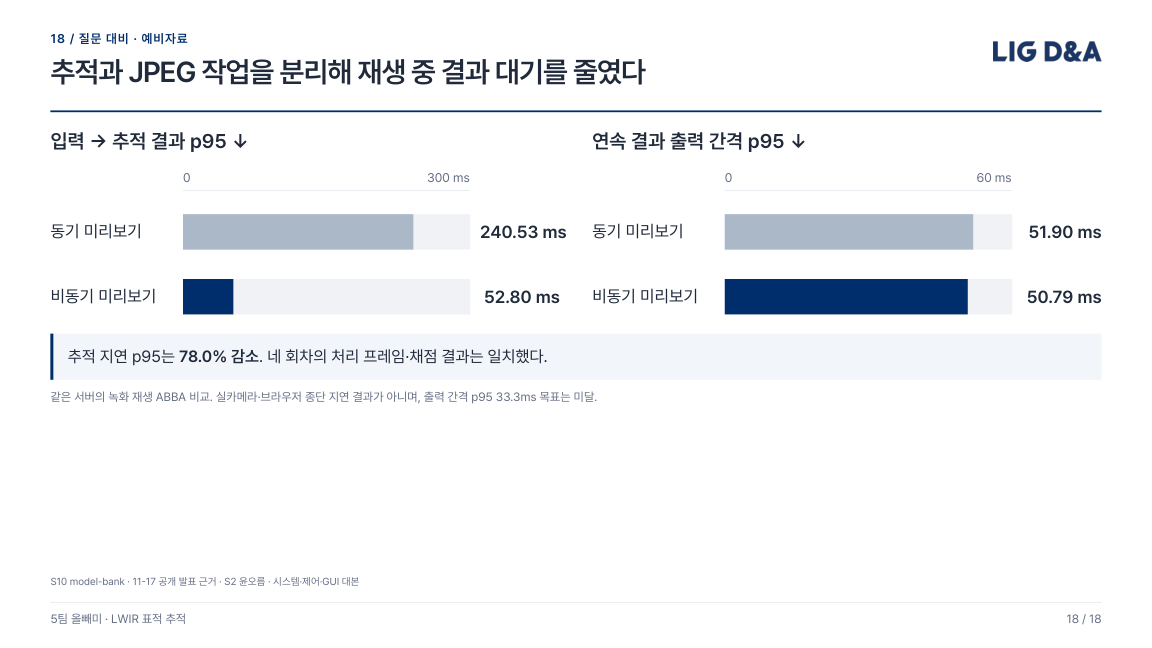 18 / 질문 대비 · 예비자료
추적과 JPEG 작업을 분리해 재생 중 결과 대기를 줄였다
LIG D&A
입력 → 추적 결과 p95 ↓
0 300 ms
동기 미리보기 240.53 ms
비동기 미리보기 52.80 ms
연속 결과 출력 간격 p95 ↓
0 60 ms
동기 미리보기 51.90 ms
비동기 미리보기 50.79 ms
추적 지연 p95는 78.0% 감소. 네 회차의 처리 프레임·채점 결과는 일치했다.
같은 서버의 녹화 재생 ABBA 비교. 실카메라·브라우저 종단 지연 결과가 아니며, 출력 간격 p95 33.3ms 목표는 미달.
S10 model-bank · 11-17 공개 발표 근거 · S2 윤오름 · 시스템·제어·GUI 대본
5팀 올빼미 · LWIR 표적 추적
18 / 18